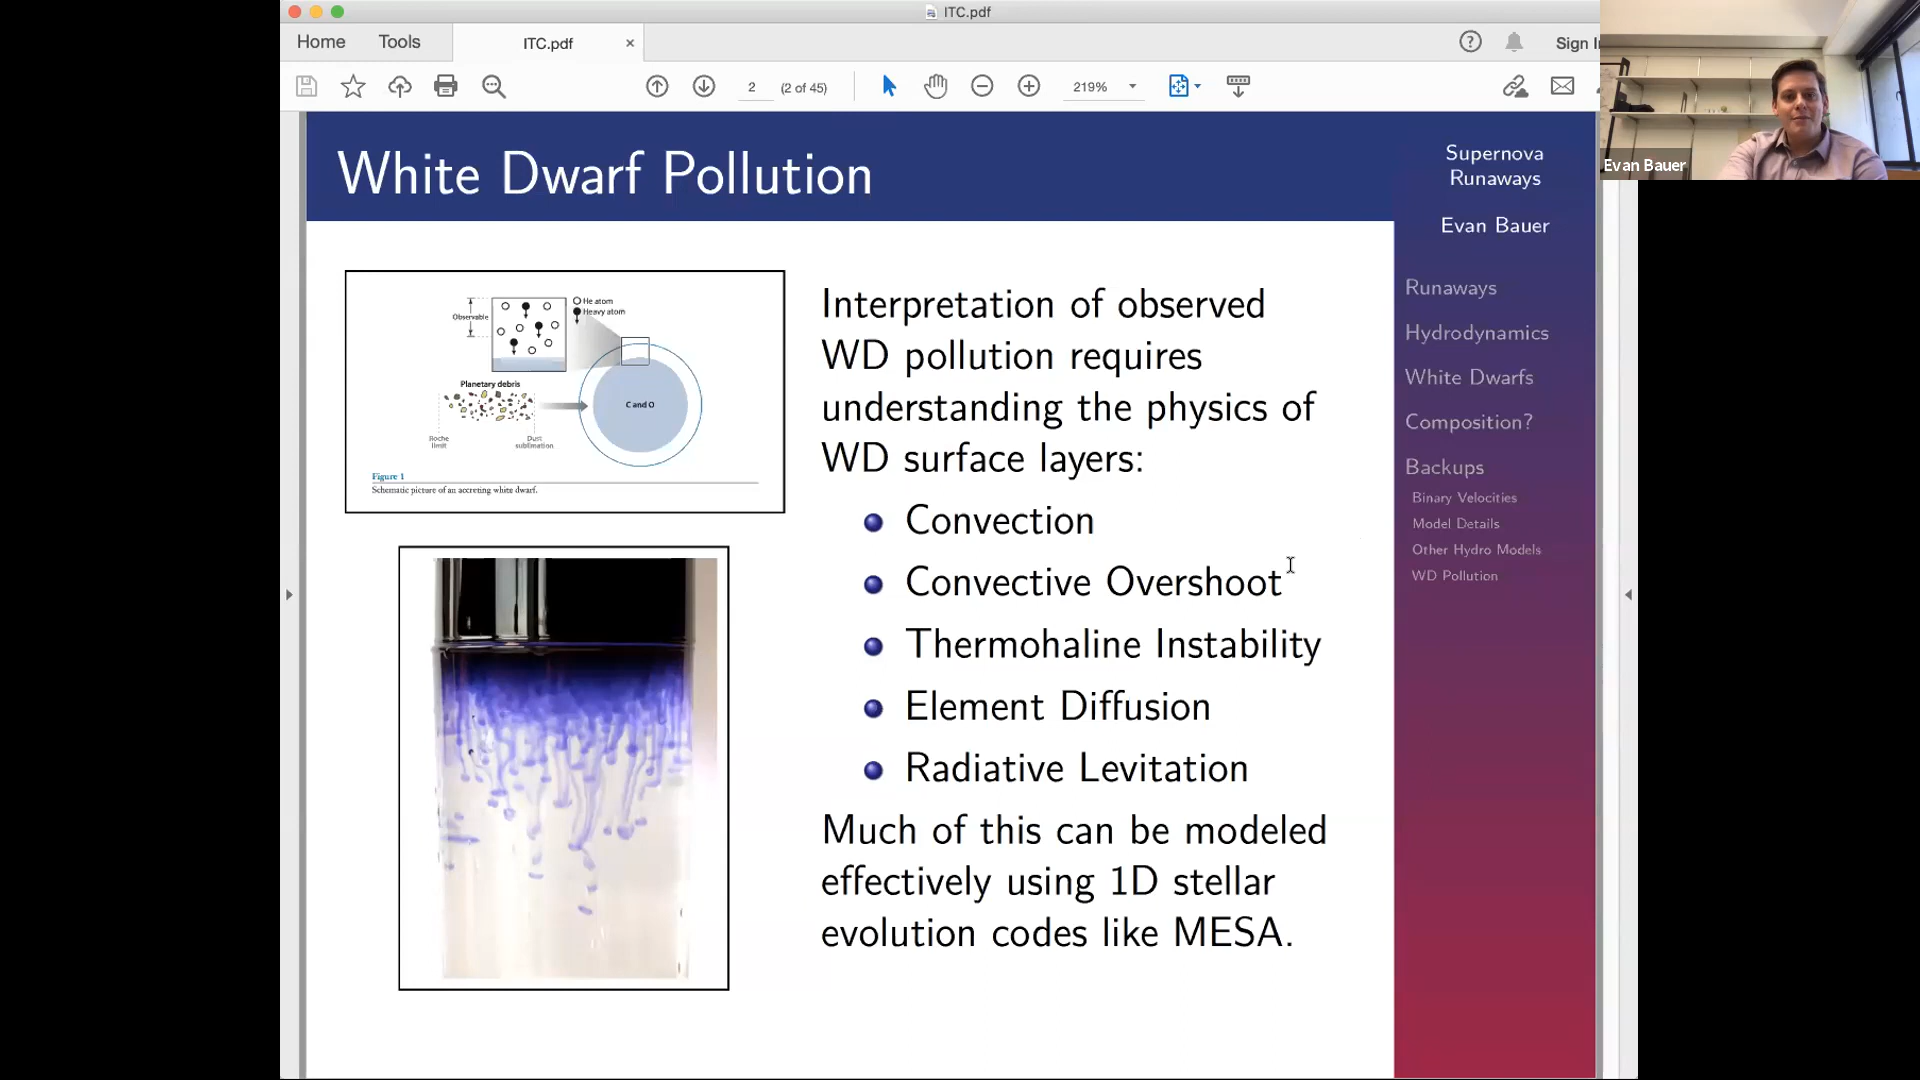 ITC.pdf
Home
Tools
ITC.pdf
Sign I
2
(2 of 45)
219%
Evan Bauer
White Dwarf Pollution
Observable
He atom
Heavy atom
Planetary debris
C and O
Roche
limit
Dust
sublimation
Figure 1
Schematic picture of an accreting white dwarf.
Interpretation of observed
WD pollution requires
understanding the physics of
WD surface layers:
Convection
Convective Overshoot
Thermohaline Instability
Element Diffusion
Radiative Levitation
Much of this can be modeled
effectively using 1D stellar
evolution codes like MESA.
Supernova
Runaways
Evan Bauer
Runaways
Hydrodynamics
White Dwarfs
Composition?
Backups
Binary Velocities
Model Details
Other Hydro Models
WD Pollution